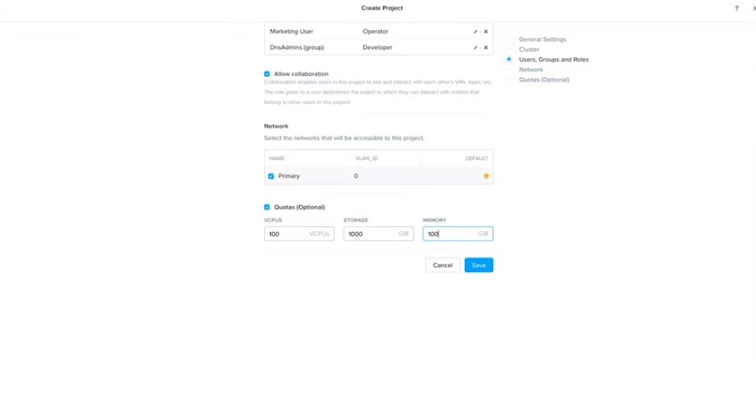 Create Project
?
Marketing User Operator
DnsAdmins (group) Developer
Allow collaboration
Collaboration enables users in this project to see and interact with each other's VMs, Apps, etc.
The role given to a user determines the extent to which they can interact with entities that
belong to other users in this project.
Network
Select the networks that will be accessible to this project.
NAME VLAN_ID DEFAULT
Primary 0
Quotas (Optional)
VCPUS STORAGE MEMORY
100 VCPUs 1000 GiB 100 GiB
Cancel Save
General Settings
Cluster
Users, Groups and Roles
Network
Quotas (Optional)